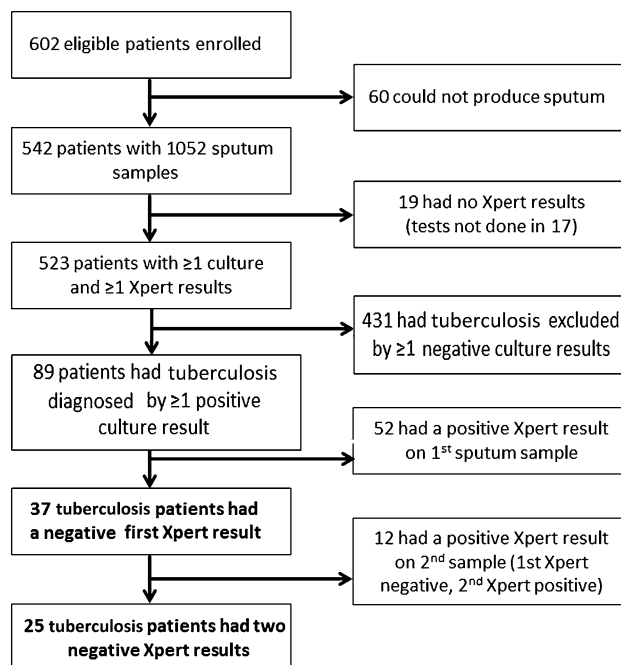 602 eligible patients enrolled
60 could not produce sputum
542 patients with 1052 sputum
samples
19 had no Xpert results
(tests not done in 17)
523 patients with ≥1 culture
and ≥1 Xpert results
431 had tuberculosis excluded
by ≥1 negative culture results
89 patients had tuberculosis
diagnosed by ≥1 positive
culture result
52 had a positive Xpert result
on 1st sputum sample
37 tuberculosis patients had
a negative first Xpert result
12 had a positive Xpert result
on 2nd sample (1st Xpert
negative, 2nd Xpert positive)
25 tuberculosis patients had two
negative Xpert results